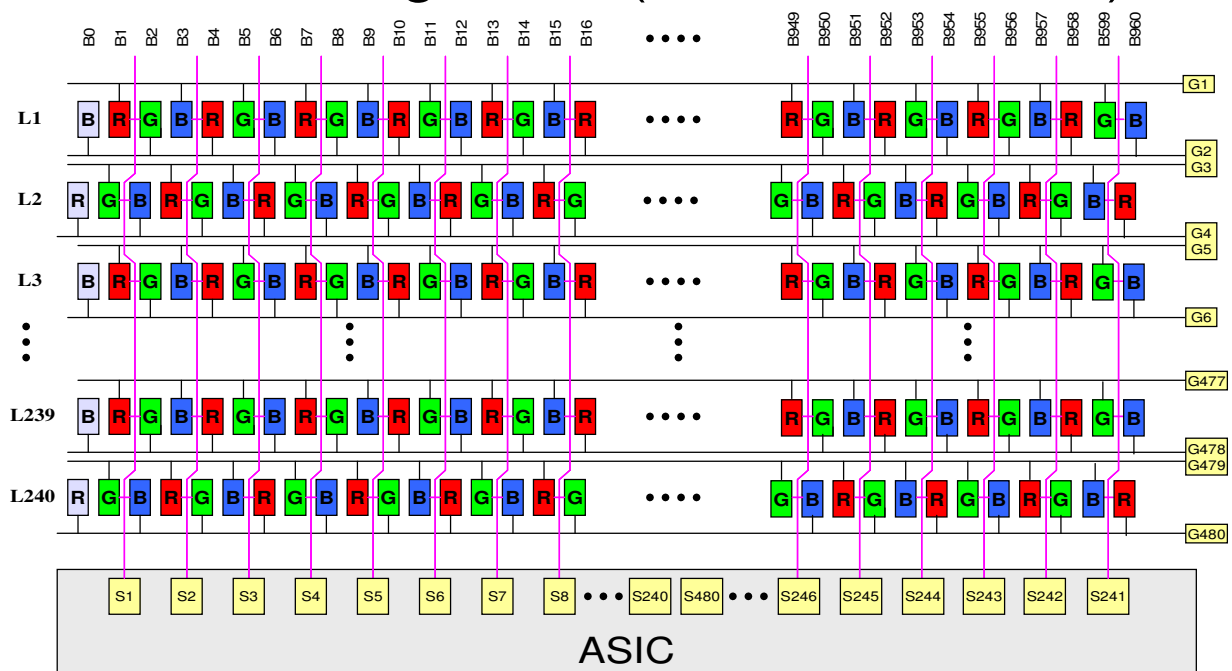 B0 B1 B2 B3 B4 B5 B6 B7 B8 B9 B10 B11 B12 B13 B14 B15 B16 •••• B949 B950 B951 B952 B953 B954 B955 B956 B957 B958 B599 B960
G1
L1 B R G B R G B R G B R G B R G B R •••• R G B R G B R G B R G B
G2
G3
L2 R G B R G B R G B R G B R G B R G •••• G B R G B R G B R G B R
G4
G5
L3 B R G B R G B R G B R G B R G B R •••• R G B R G B R G B R G B
G6
G477
L239 B R G B R G B R G B R G B R G B R •••• R G B R G B R G B R G B
G478
G479
L240 R G B R G B R G B R G B R G B R G •••• G B R G B R G B R G B R
G480
S1 S2 S3 S4 S5 S6 S7 S8 ••• S240 S480 ••• S246 S245 S244 S243 S242 S241
ASIC